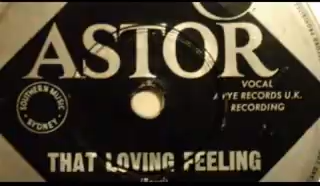 ASTOR
VOCAL
A PYE RECORDS U.K.
RECORDING
SOUTHERN MUSIC
SYDNEY
THAT LOVING FEELING